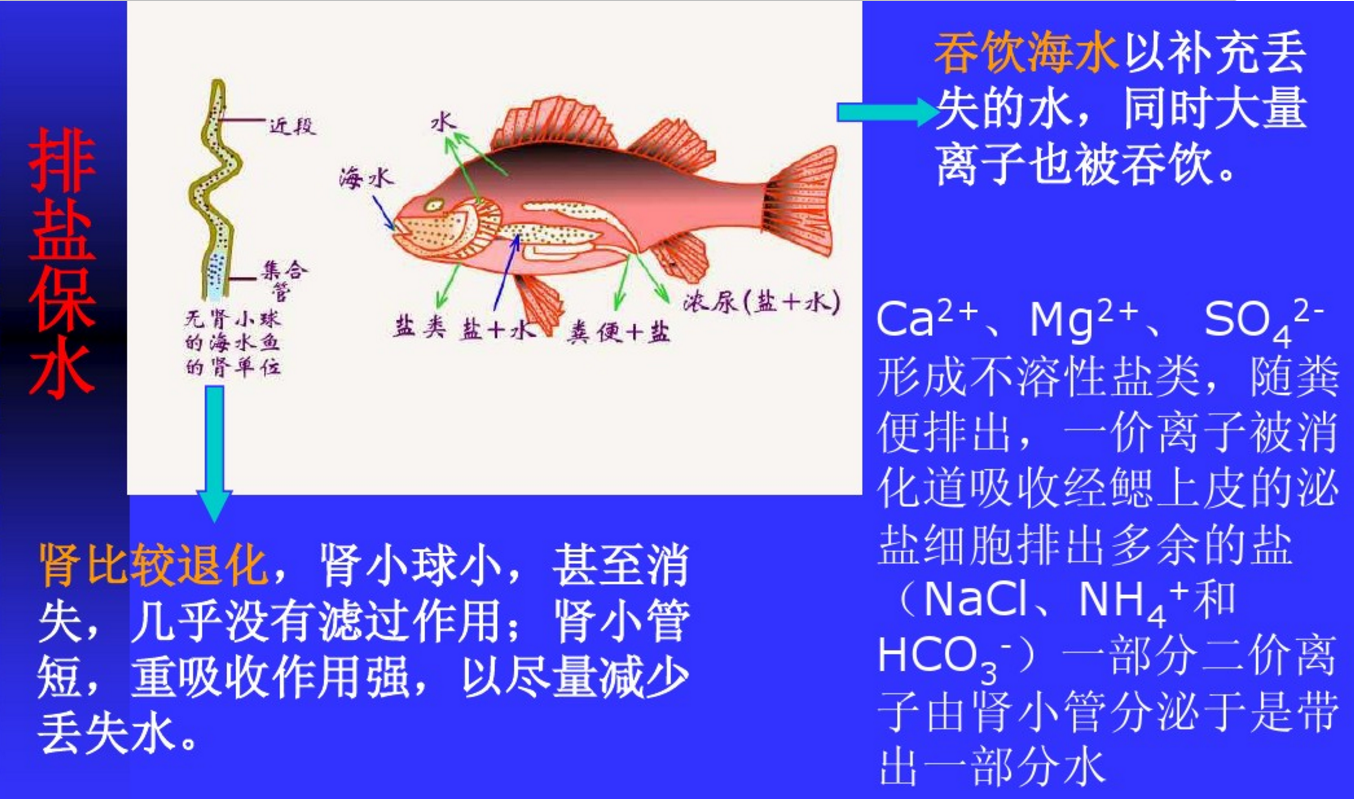 排盐保水
近段
集合
管
无肾小球
的海水鱼
的肾单位
水
海水
盐类
盐+水
粪便+盐
浓尿(盐+水)
吞饮海水以补充丢
失的水，同时大量
离子也被吞饮。
Ca²⁺、Mg²⁺、 SO₄²⁻
形成不溶性盐类，随粪
便排出，一价离子被消
化道吸收经鳃上皮的泌
盐细胞排出多余的盐
（NaCl、NH₄⁺和
HCO₃⁻）一部分二价离
子由肾小管分泌于是带
出一部分水
肾比较退化，肾小球小，甚至消
失，几乎没有滤过作用；肾小管
短，重吸收作用强，以尽量减少
丢失水。